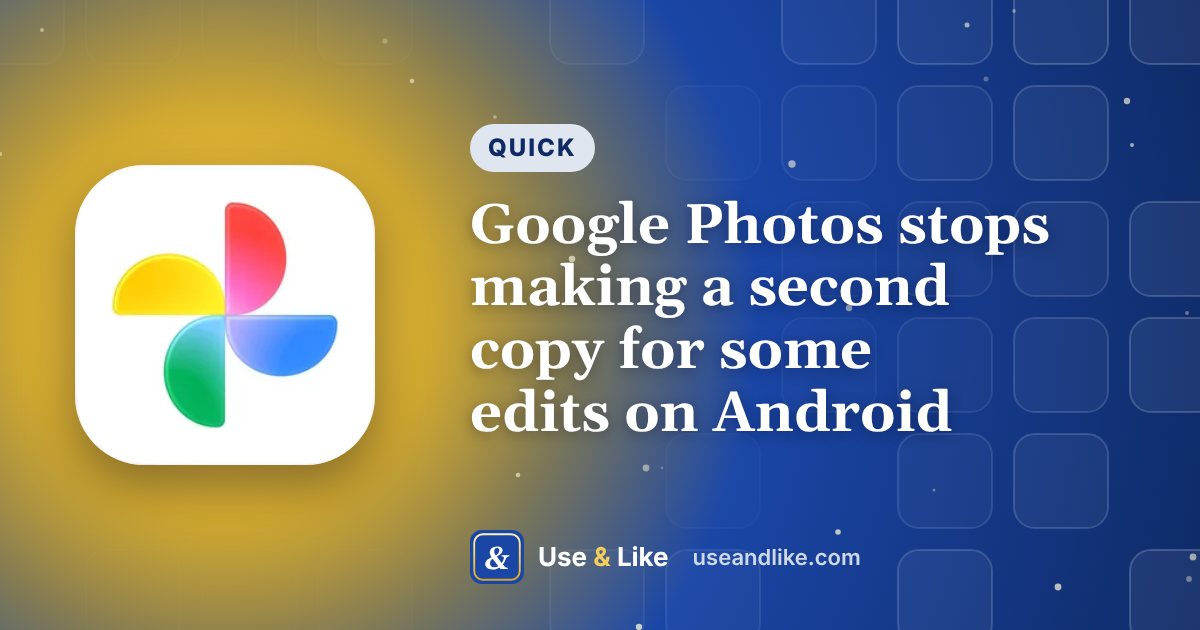 QUICK
Google Photos stops
making a second
copy for some
edits on Android
& Use & Like useandlike.com